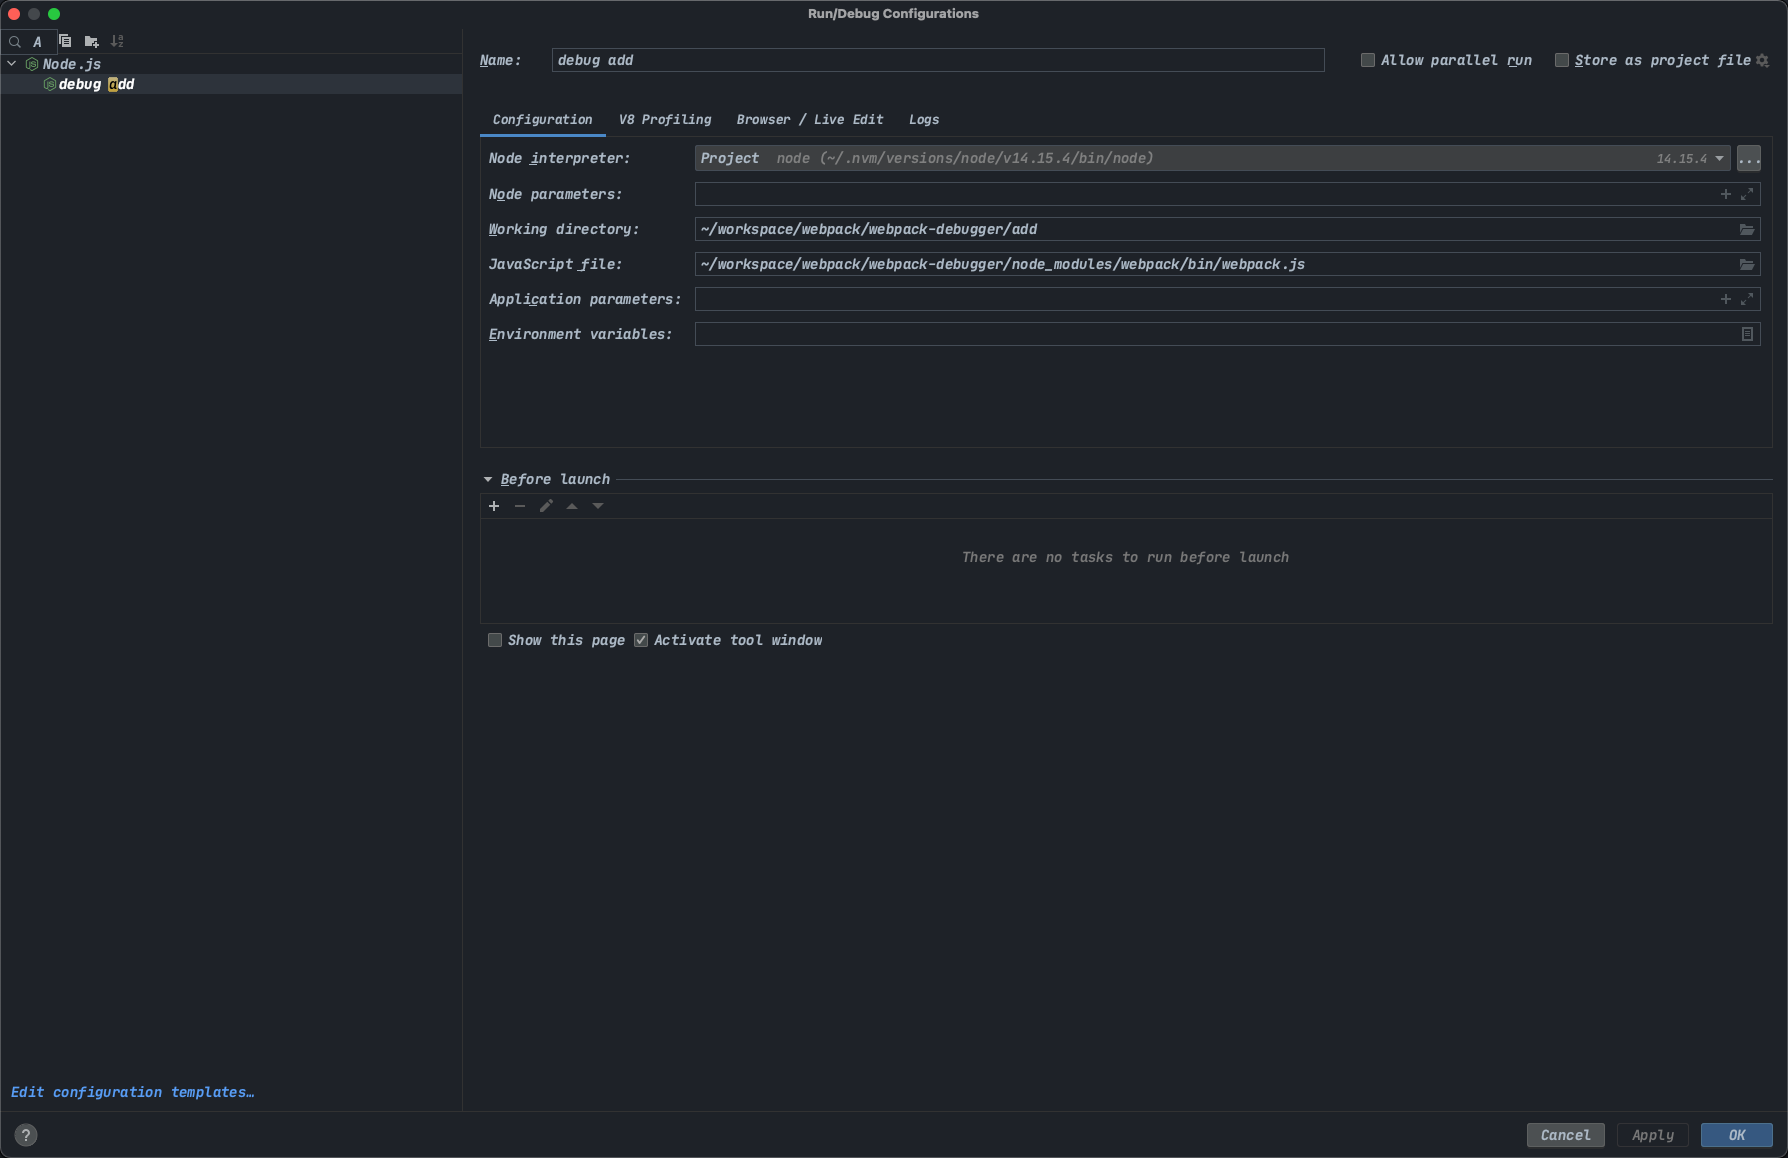 Run/Debug Configurations
A
Node.js
debug add
Edit configuration templates…
Name: debug add Allow parallel run Store as project file
Configuration V8 Profiling Browser / Live Edit Logs
Node interpreter: Project node (~/.nvm/versions/node/v14.15.4/bin/node) 14.15.4 ...
Node parameters:
Working directory: ~/workspace/webpack/webpack-debugger/add
JavaScript file: ~/workspace/webpack/webpack-debugger/node_modules/webpack/bin/webpack.js
Application parameters:
Environment variables:
Before launch
There are no tasks to run before launch
Show this page Activate tool window
? Cancel Apply OK